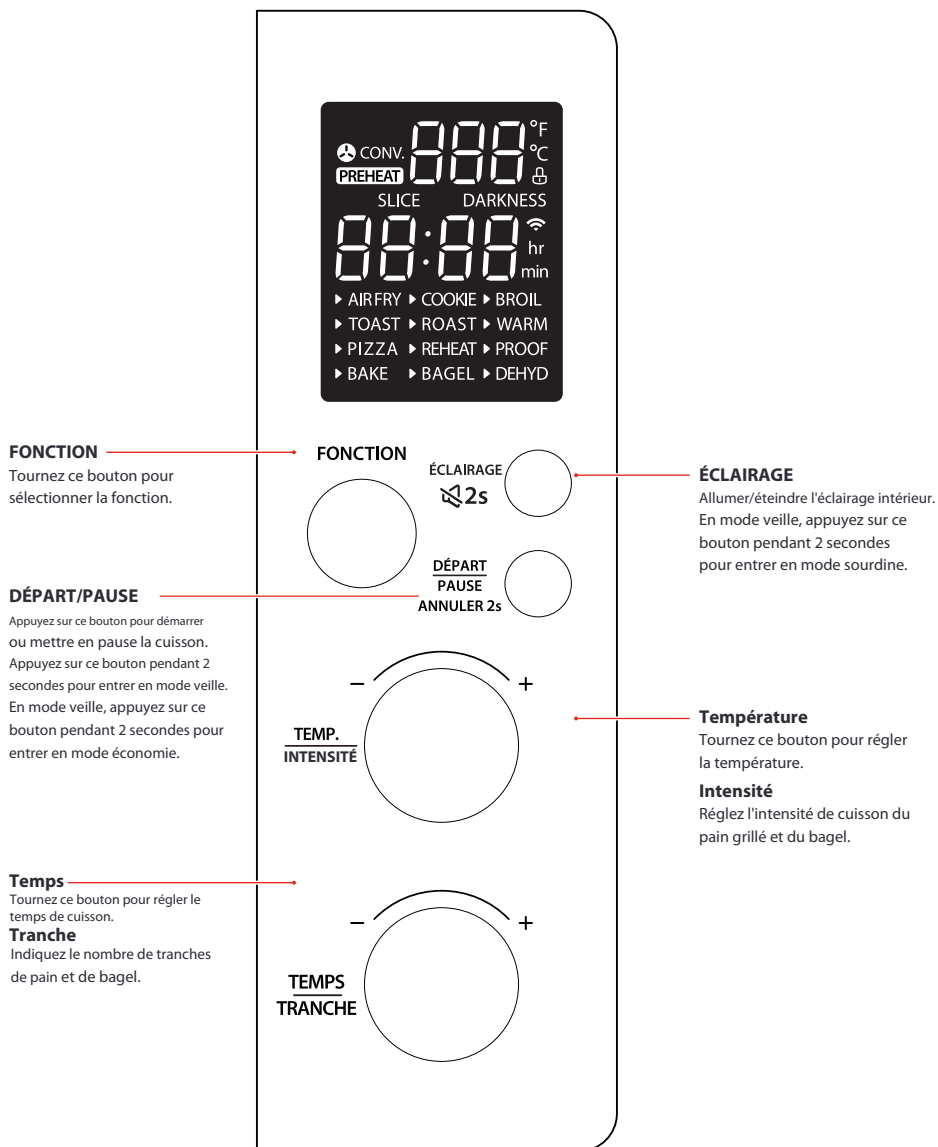 888 °F
CONV. °C
PREHEAT
SLICE DARKNESS
88:88 hr
min
AIRFRY COOKIE BROIL
TOAST ROAST WARM
PIZZA REHEAT PROOF
BAKE BAGEL DEHYD
FONCTION
Tournez ce bouton pour
sélectionner la fonction.
FONCTION
ÉCLAIRAGE
2s
ÉCLAIRAGE
Allumer/éteindre l'éclairage intérieur.
En mode veille, appuyez sur ce
bouton pendant 2 secondes
pour entrer en mode sourdine.
DÉPART/PAUSE
Appuyez sur ce bouton pour démarrer
ou mettre en pause la cuisson.
Appuyez sur ce bouton pendant 2
secondes pour entrer en mode veille.
En mode veille, appuyez sur ce
bouton pendant 2 secondes pour
entrer en mode économie.
DÉPART
PAUSE
ANNULER 2s
− +
TEMP.
INTENSITÉ
Température
Tournez ce bouton pour régler
la température.
Intensité
Réglez l'intensité de cuisson du
pain grillé et du bagel.
Temps
Tournez ce bouton pour régler le
temps de cuisson.
Tranche
Indiquez le nombre de tranches
de pain et de bagel.
− +
TEMPS
TRANCHE